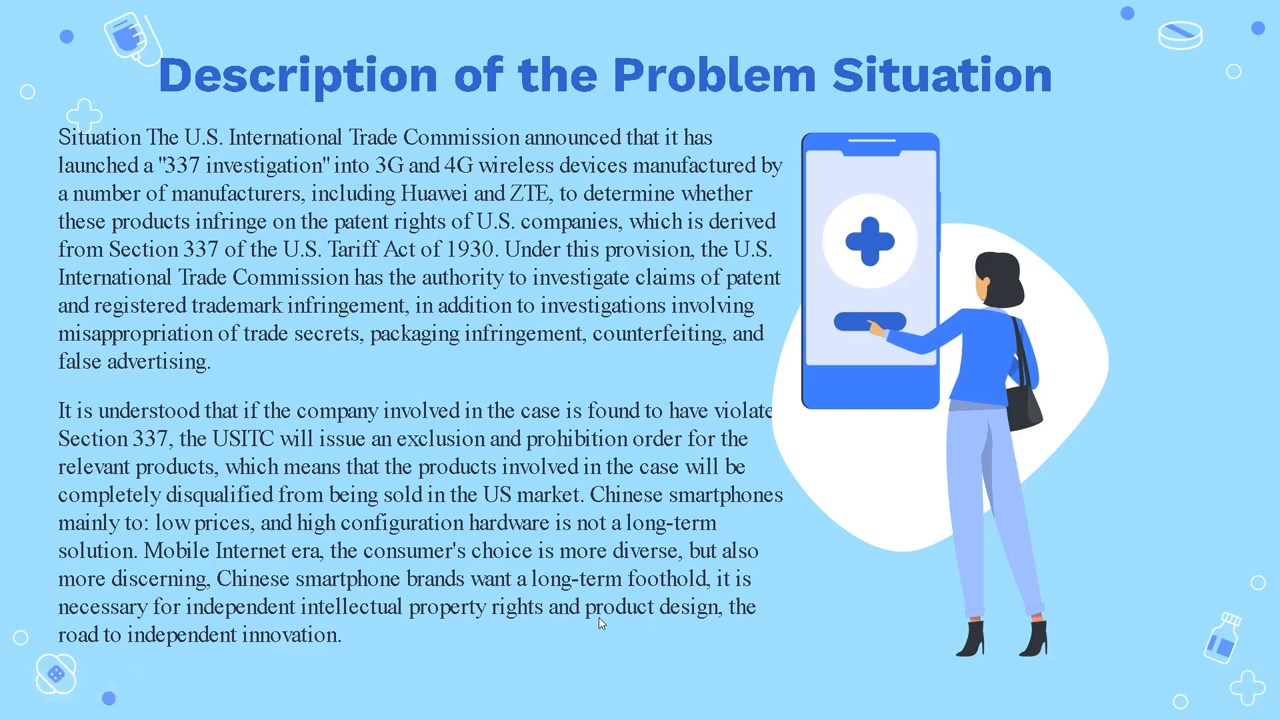 Description of the Problem Situation
Situation The U.S. International Trade Commission announced that it has
launched a "337 investigation" into 3G and 4G wireless devices manufactured by
a number of manufacturers, including Huawei and ZTE, to determine whether
these products infringe on the patent rights of U.S. companies, which is derived
from Section 337 of the U.S. Tariff Act of 1930. Under this provision, the U.S.
International Trade Commission has the authority to investigate claims of patent
and registered trademark infringement, in addition to investigations involving
misappropriation of trade secrets, packaging infringement, counterfeiting, and
false advertising.
It is understood that if the company involved in the case is found to have violate
Section 337, the USITC will issue an exclusion and prohibition order for the
relevant products, which means that the products involved in the case will be
completely disqualified from being sold in the US market. Chinese smartphones
mainly to: low prices, and high configuration hardware is not a long-term
solution. Mobile Internet era, the consumer's choice is more diverse, but also
more discerning, Chinese smartphone brands want a long-term foothold, it is
necessary for independent intellectual property rights and product design, the
road to independent innovation.